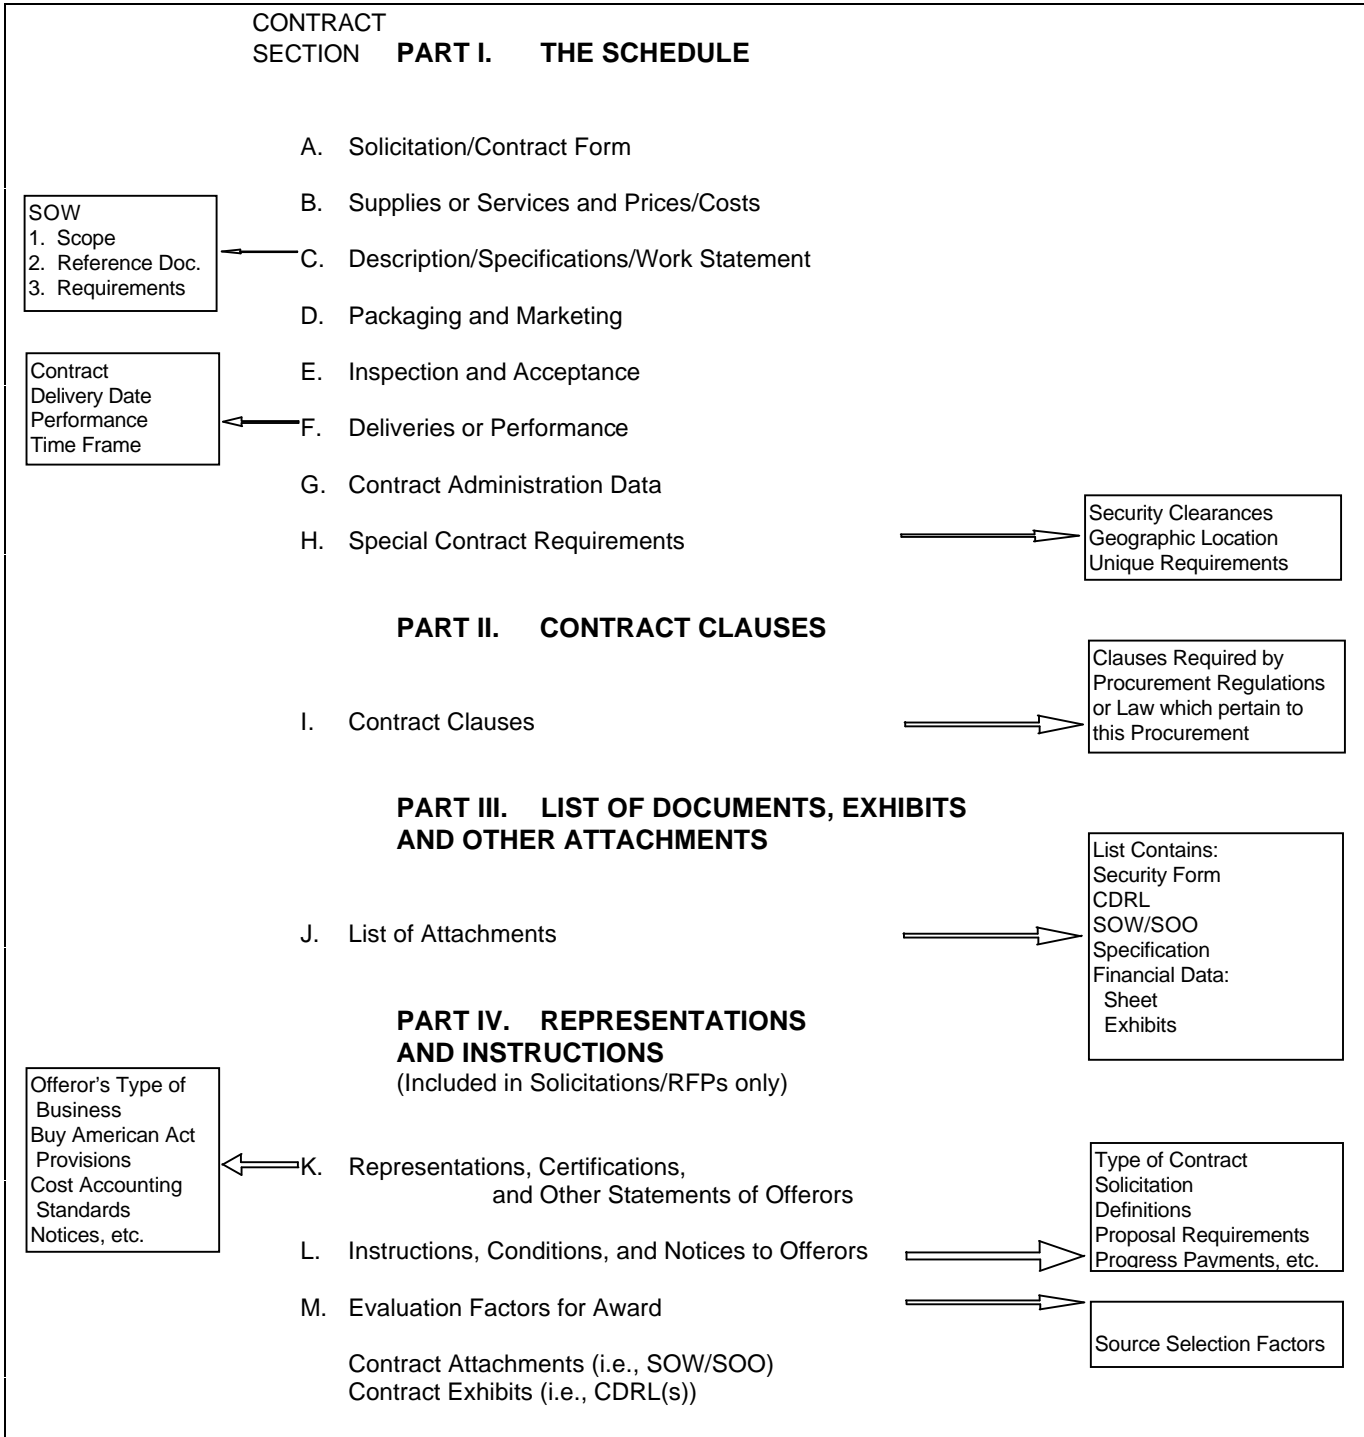 CONTRACT
SECTION PART I. THE SCHEDULE
A. Solicitation/Contract Form
B. Supplies or Services and Prices/Costs
SOW
1. Scope
2. Reference Doc.
3. Requirements
C. Description/Specifications/Work Statement
D. Packaging and Marketing
E. Inspection and Acceptance
Contract
Delivery Date
Performance
Time Frame
F. Deliveries or Performance
G. Contract Administration Data
H. Special Contract Requirements
Security Clearances
Geographic Location
Unique Requirements
PART II. CONTRACT CLAUSES
I. Contract Clauses
Clauses Required by
Procurement Regulations
or Law which pertain to
this Procurement
PART III. LIST OF DOCUMENTS, EXHIBITS
AND OTHER ATTACHMENTS
J. List of Attachments
List Contains:
Security Form
CDRL
SOW/SOO
Specification
Financial Data:
Sheet
Exhibits
PART IV. REPRESENTATIONS
AND INSTRUCTIONS
(Included in Solicitations/RFPs only)
Offeror's Type of
Business
Buy American Act
Provisions
Cost Accounting
Standards
Notices, etc.
K. Representations, Certifications,
and Other Statements of Offerors
L. Instructions, Conditions, and Notices to Offerors
Type of Contract
Solicitation
Definitions
Proposal Requirements
Progress Payments, etc.
M. Evaluation Factors for Award
Source Selection Factors
Contract Attachments (i.e., SOW/SOO)
Contract Exhibits (i.e., CDRL(s))